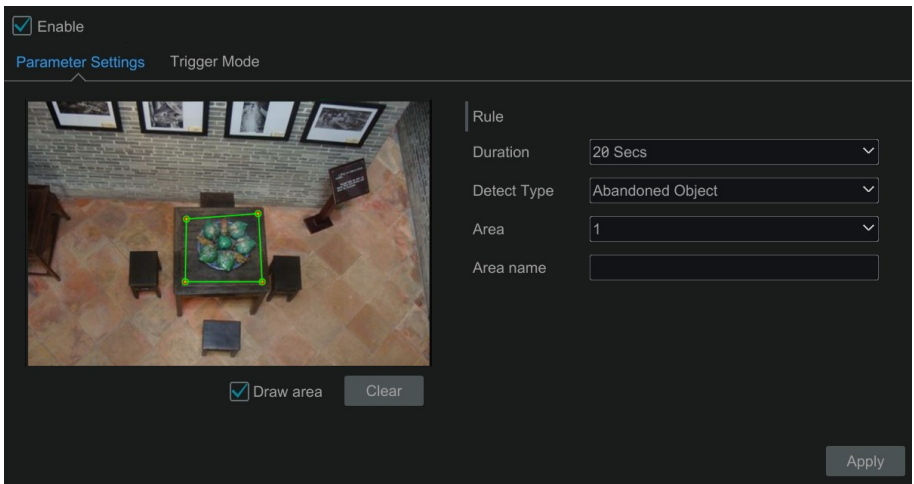 Enable
Parameter Settings Trigger Mode
Rule
Duration 20 Secs
Detect Type Abandoned Object
Area 1
Area name
Draw area Clear
Apply